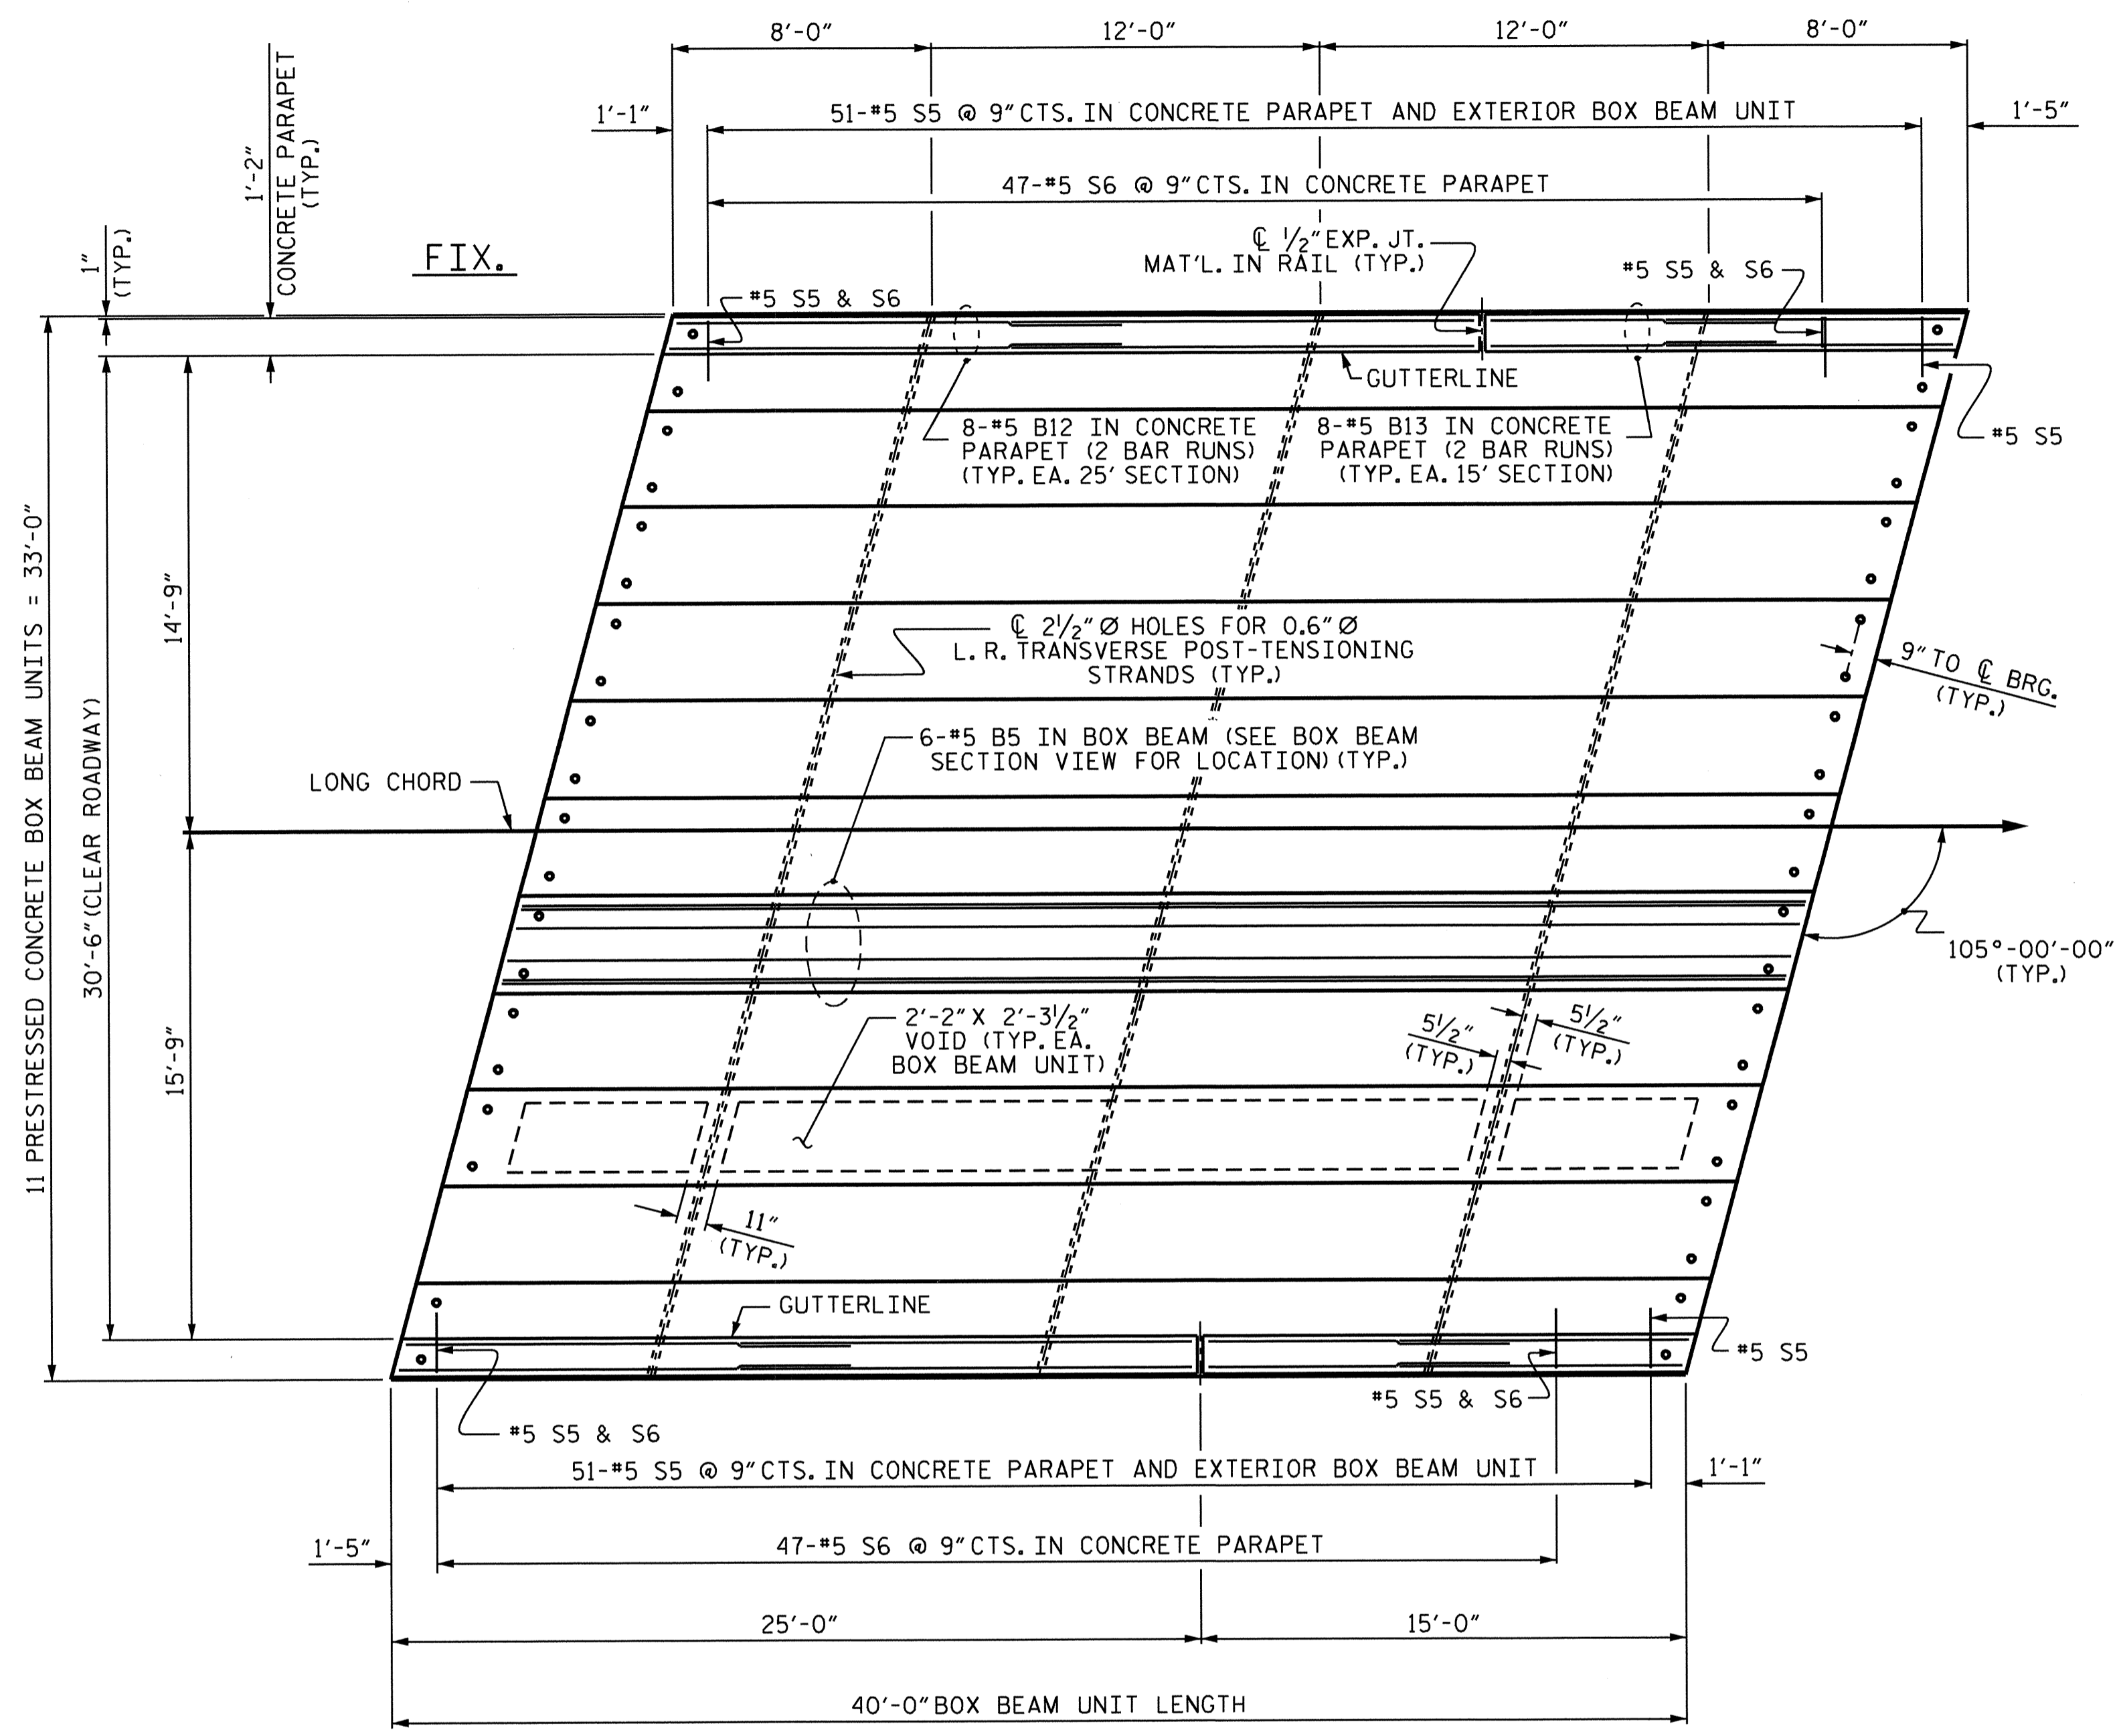 8'-0" 12'-0" 12'-0" 8'-0"
1'-1" 51-#5 S5 @ 9" CTS. IN CONCRETE PARAPET AND EXTERIOR BOX BEAM UNIT 1'-5"
1'-2"
CONCRETE PARAPET
(TYP.)
47-#5 S6 @ 9" CTS. IN CONCRETE PARAPET
1"
(TYP.)
FIX.
℄ 1/2" EXP. JT.
MAT'L. IN RAIL (TYP.)
#5 S5 & S6
#5 S5 & S6
GUTTERLINE
8-#5 B12 IN CONCRETE
PARAPET (2 BAR RUNS)
(TYP. EA. 25' SECTION)
8-#5 B13 IN CONCRETE
PARAPET (2 BAR RUNS)
(TYP. EA. 15' SECTION)
#5 S5
11 PRESTRESSED CONCRETE BOX BEAM UNITS = 33'-0"
30'-6" (CLEAR ROADWAY)
14'-9"
℄ 2 1/2" Ø HOLES FOR 0.6" Ø
L. R. TRANSVERSE POST-TENSIONING
STRANDS (TYP.)
9" TO ℄ BRG.
(TYP.)
6-#5 B5 IN BOX BEAM (SEE BOX BEAM
SECTION VIEW FOR LOCATION) (TYP.)
LONG CHORD
105°-00'-00"
(TYP.)
15'-9"
2'-2" X 2'-3 1/2"
VOID (TYP. EA.
BOX BEAM UNIT)
5 1/2"
(TYP.)
5 1/2"
(TYP.)
11"
(TYP.)
GUTTERLINE
#5 S5
#5 S5 & S6
#5 S5 & S6
51-#5 S5 @ 9" CTS. IN CONCRETE PARAPET AND EXTERIOR BOX BEAM UNIT 1'-1"
1'-5" 47-#5 S6 @ 9" CTS. IN CONCRETE PARAPET
25'-0" 15'-0"
40'-0" BOX BEAM UNIT LENGTH